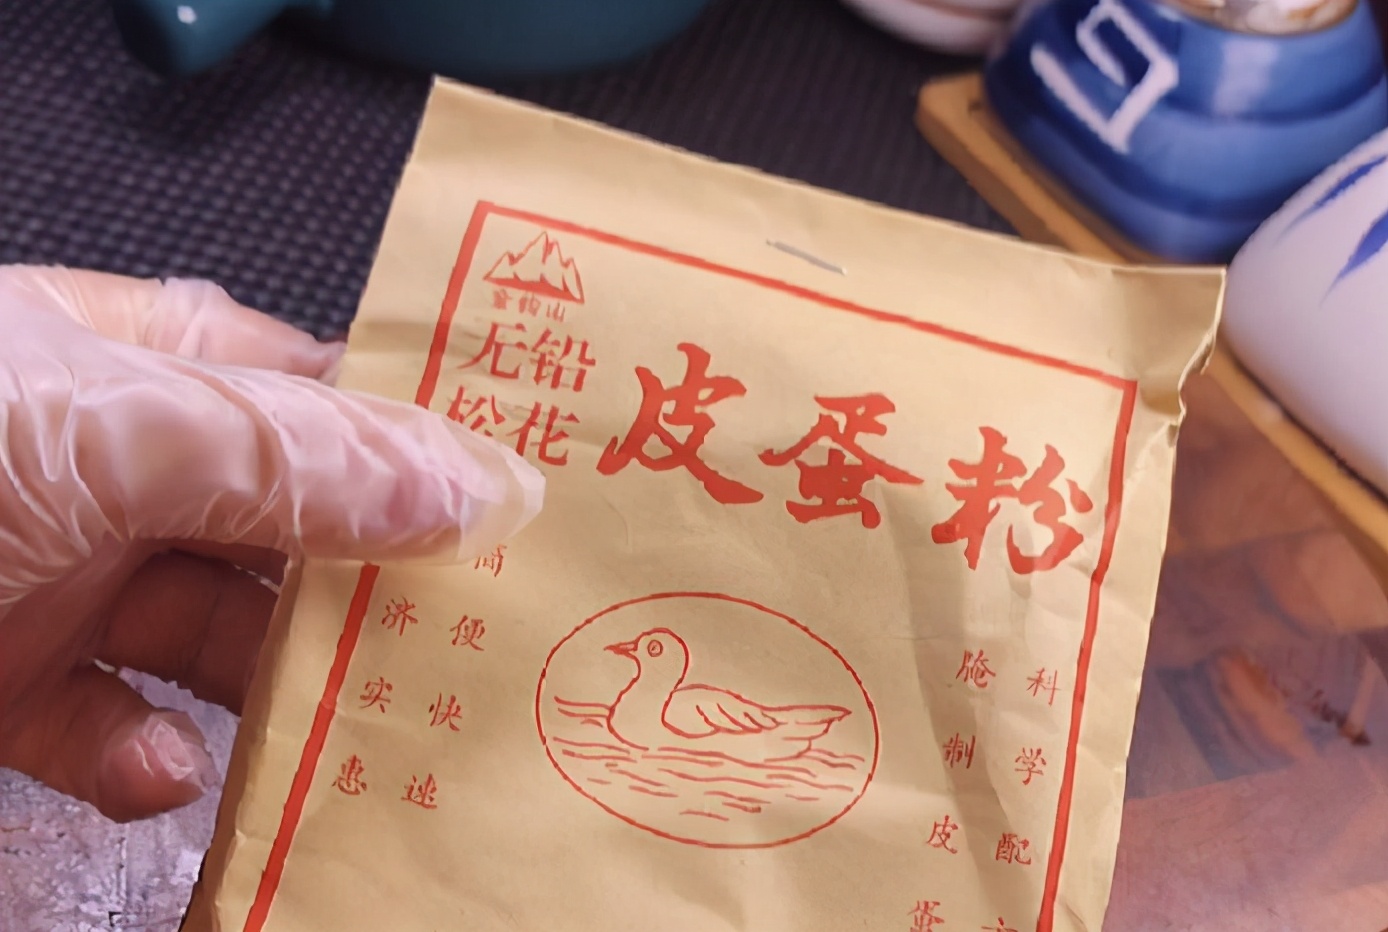 无铅
松花
皮蛋粉
简便快速
济实惠
科学配方
腌制皮蛋